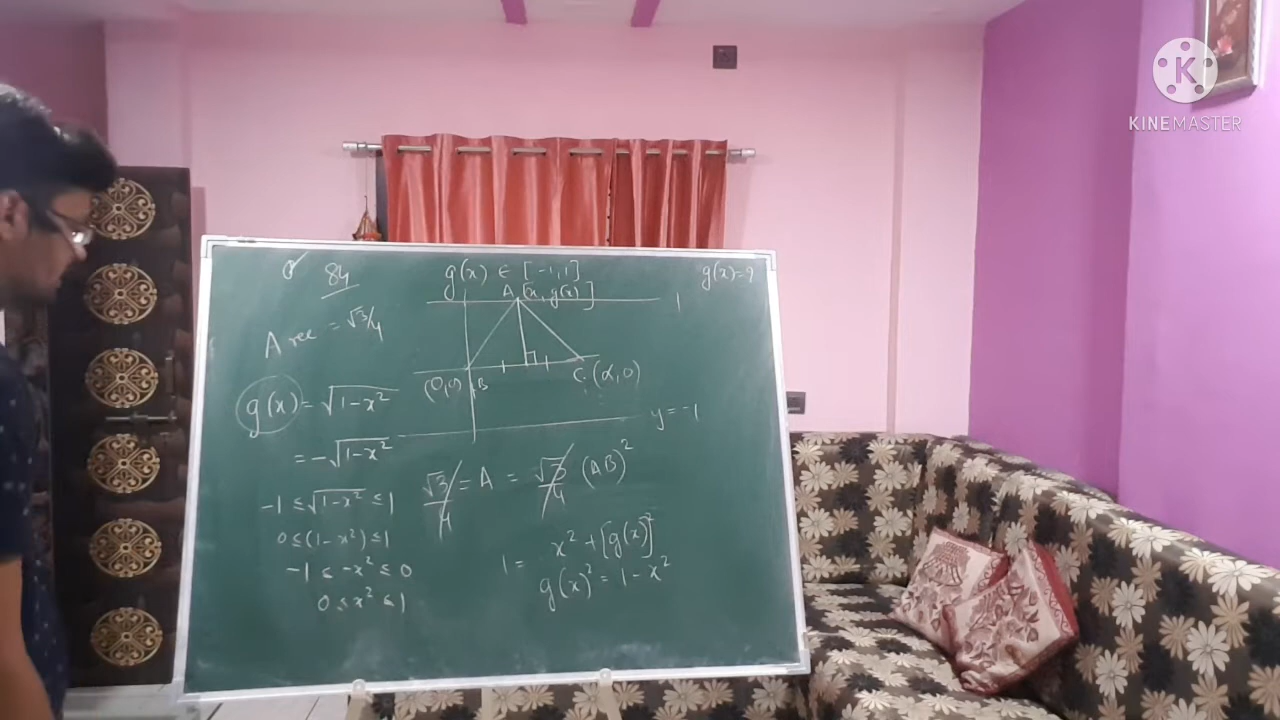 K
KINEMASTER
Q 84
g(x) ∈ [-1,1]
g(x)=?
A [x, g(x)]
1
Area = √3/4
(0,0) B
C (α,0)
g(x) = √1-x²
y=-1
= -√1-x²
√3/4 = A = √3/4 (AB)²
-1 ≤ √1-x² ≤ 1
0 ≤ (1-x²) ≤ 1
1 = x² + [g(x)]²
-1 ≤ -x² ≤ 0
g(x)² = 1-x²
0 ≤ x² ≤ 1